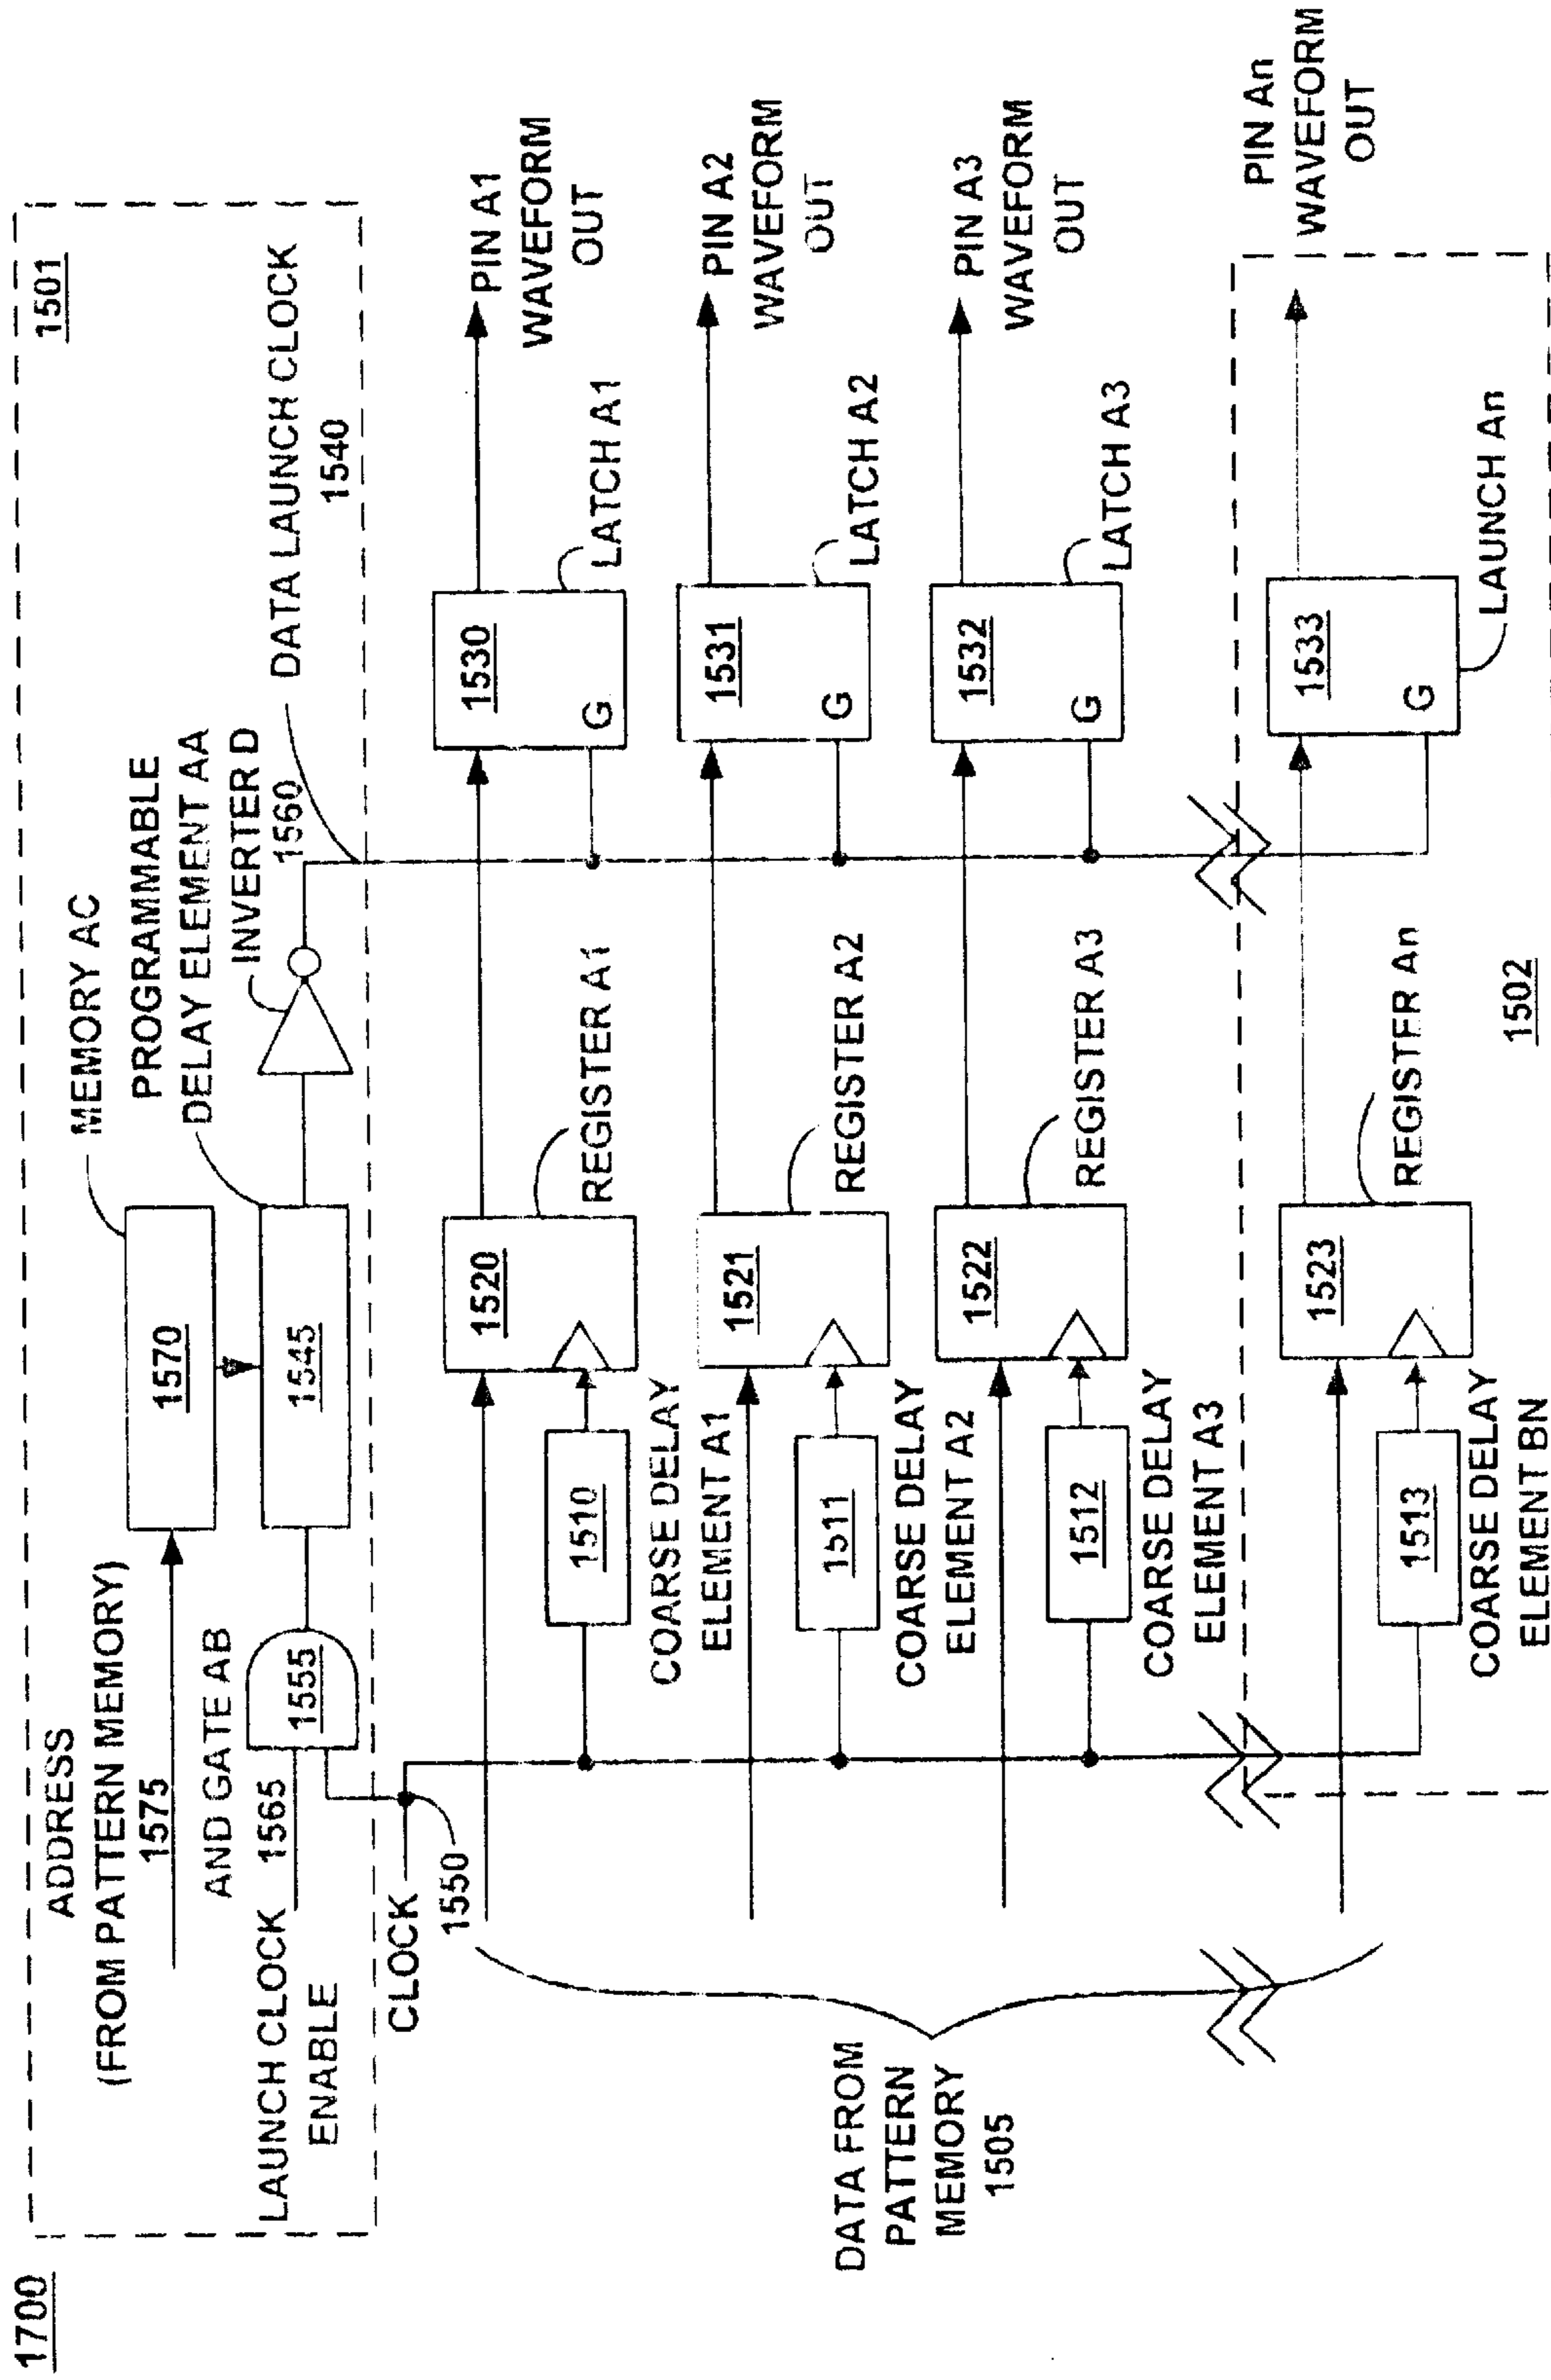 1700
1501
ADDRESS
(FROM PATTERN MEMORY)
1575
MEMORY AC
1570
PROGRAMMABLE
DELAY ELEMENT AA
1545
INVERTER D
1560
DATA LAUNCH CLOCK
1540
AND GATE AB
1555
LAUNCH CLOCK 1565
ENABLE
CLOCK
1550
1520
REGISTER A1
1530
G
LATCH A1
PIN A1
WAVEFORM
OUT
1510
COARSE DELAY
ELEMENT A1
1521
REGISTER A2
1531
G
LATCH A2
PIN A2
WAVEFORM
OUT
1511
COARSE DELAY
ELEMENT A2
1522
REGISTER A3
1532
G
LATCH A3
PIN A3
WAVEFORM
OUT
1512
COARSE DELAY
ELEMENT A3
DATA FROM
PATTERN
MEMORY
1505
1523
REGISTER An
1533
G
LAUNCH An
PIN An
WAVEFORM
OUT
1513
COARSE DELAY
ELEMENT BN
1502